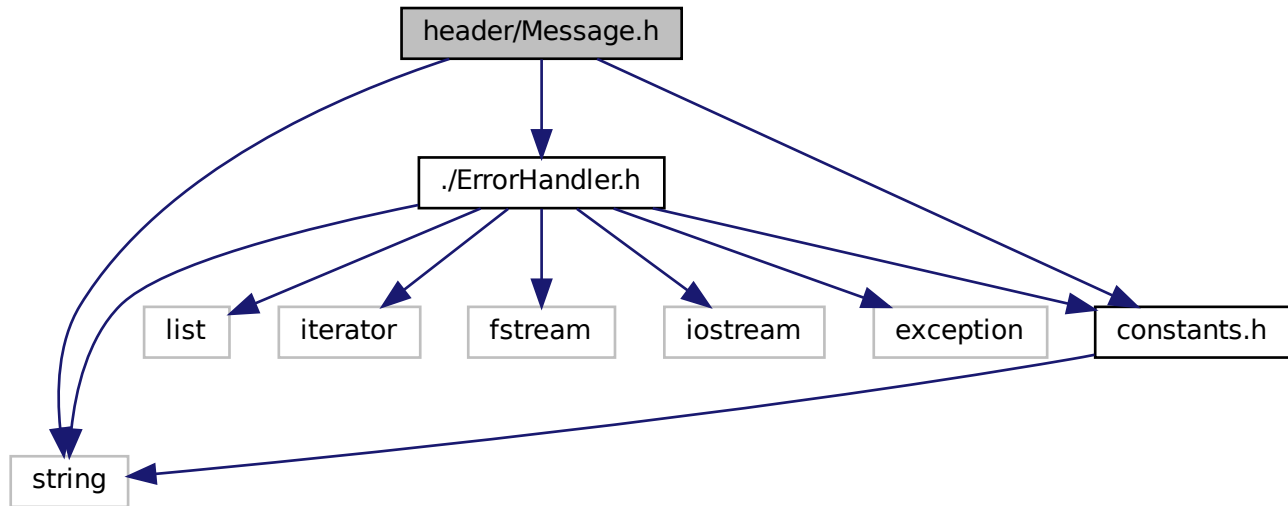 header/Message.h
./ErrorHandler.h
list
iterator
fstream
iostream
exception
constants.h
string